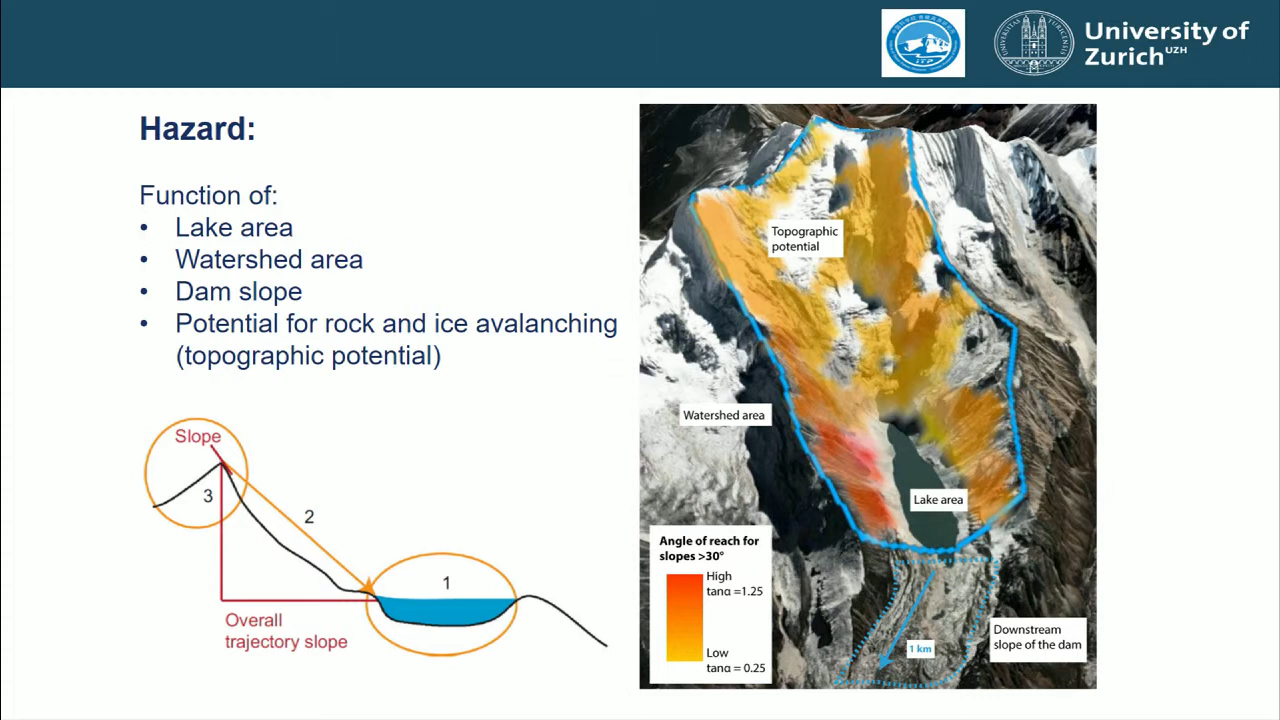 University of
Zurich UZH
Hazard:
Function of:
• Lake area
• Watershed area
• Dam slope
• Potential for rock and ice avalanching
(topographic potential)
Slope
3
2
1
Overall
trajectory slope
Topographic
potential
Watershed area
Lake area
Angle of reach for
slopes >30°
High
tanα =1.25
Low
tanα = 0.25
1 km
Downstream
slope of the dam
ITP